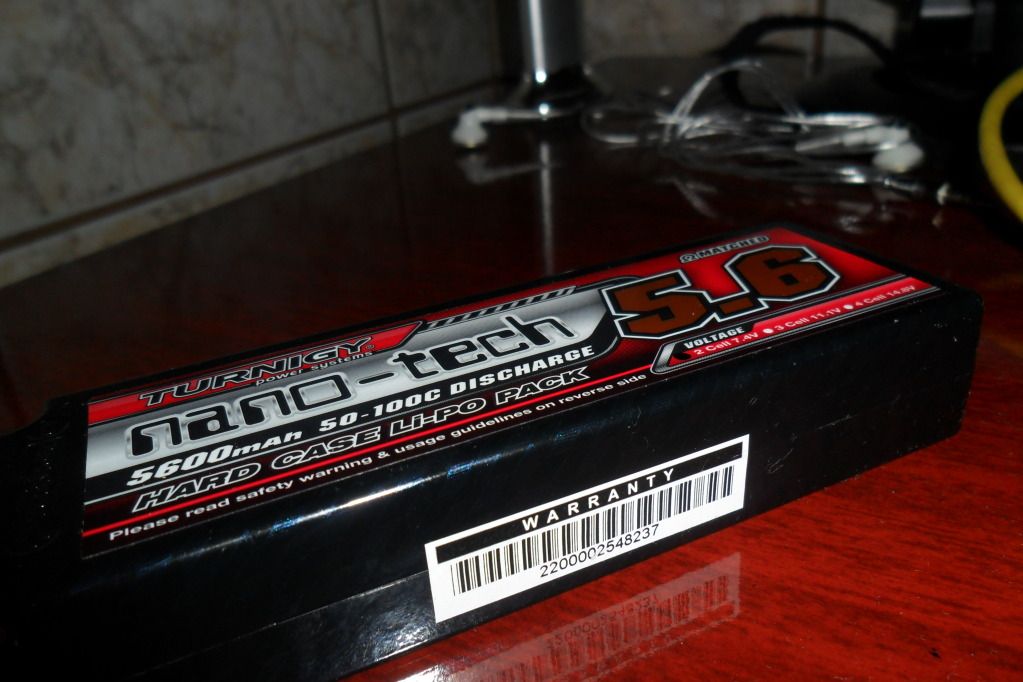 Ω MATCHED
5.6
TURNIGY®
power systems
nano-tech
5600mAh 50-100C DISCHARGE
HARD CASE LI-PO PACK
Please read safety warning & usage guidelines on reverse side
VOLTAGE
2 Cell 7.4V ● 3 Cell 11.1V ● 4 Cell 14.8V
WARRANTY
2200002548237